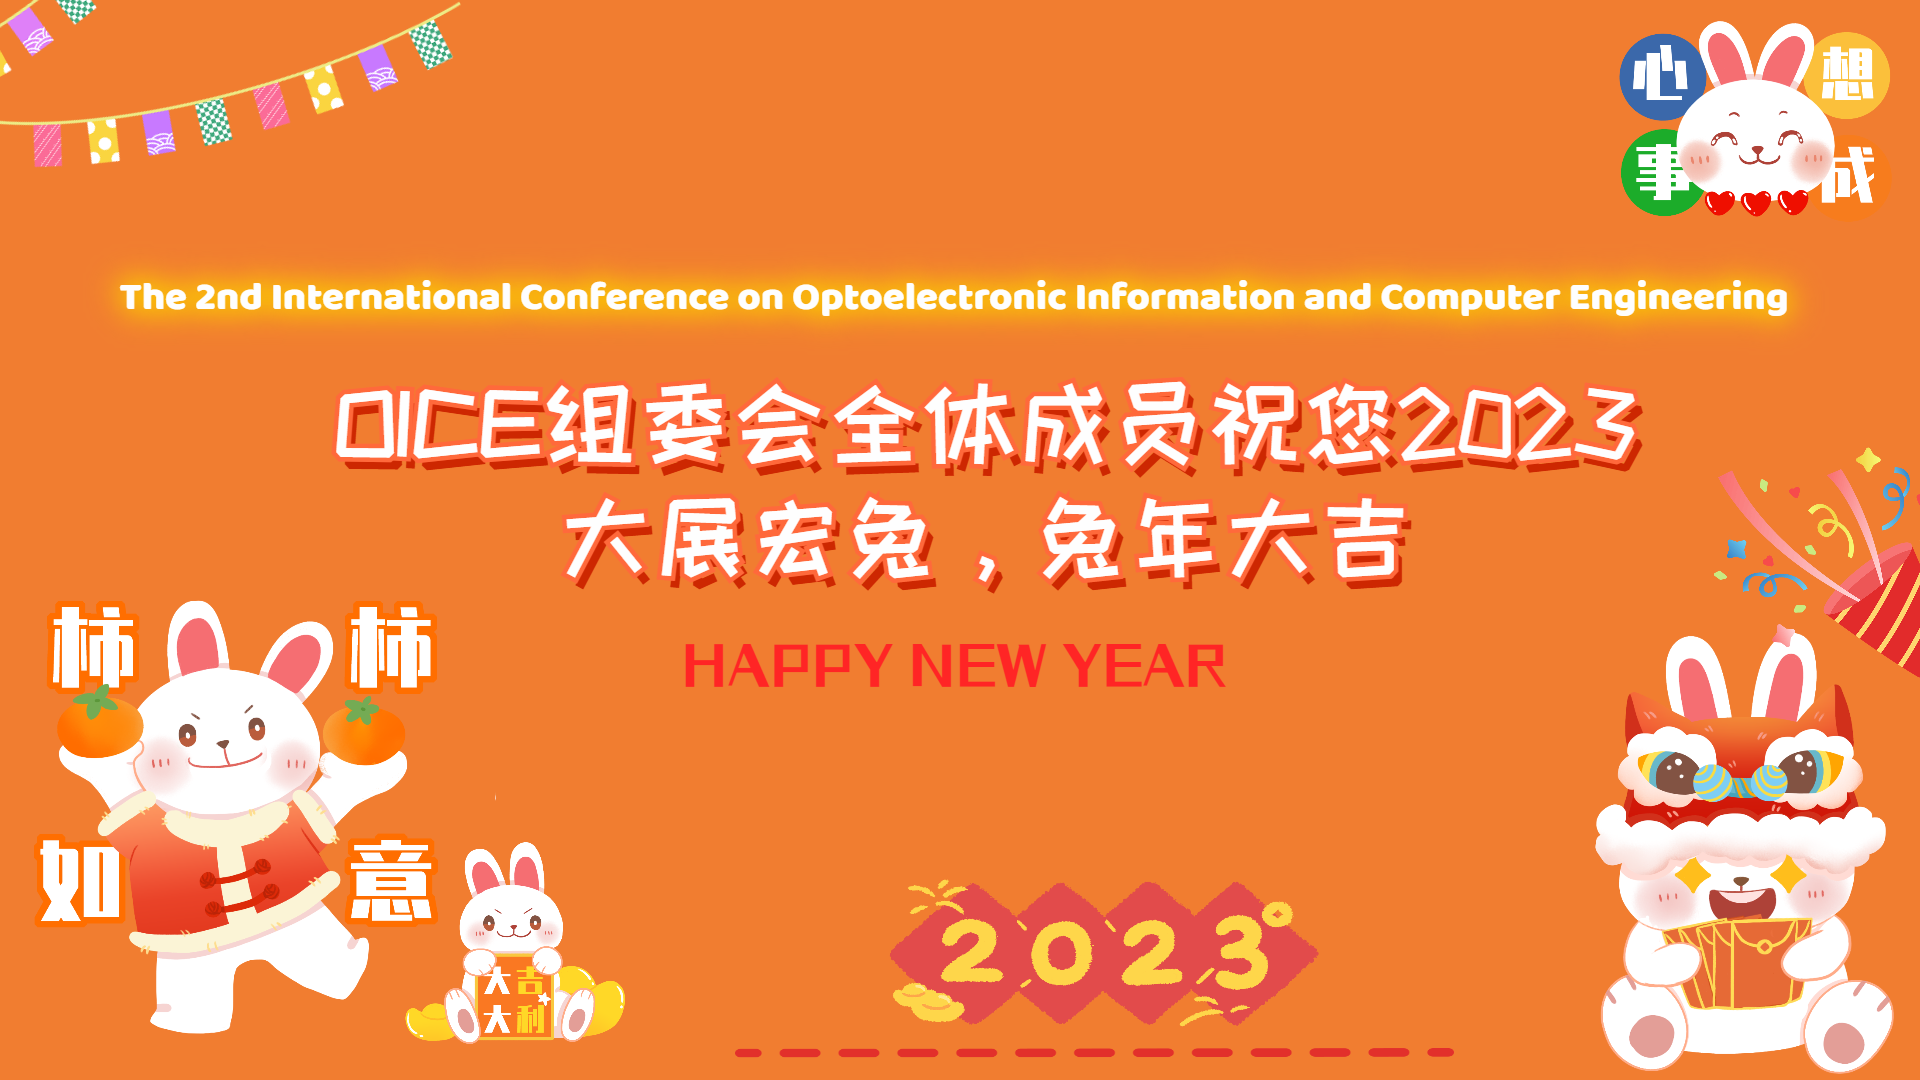 心想
事成
The 2nd International Conference on Optoelectronic Information and Computer Engineering
OICE组委会全体成员祝您2023
大展宏兔，兔年大吉
HAPPY NEW YEAR
柿柿
如意
大吉
大利
2023